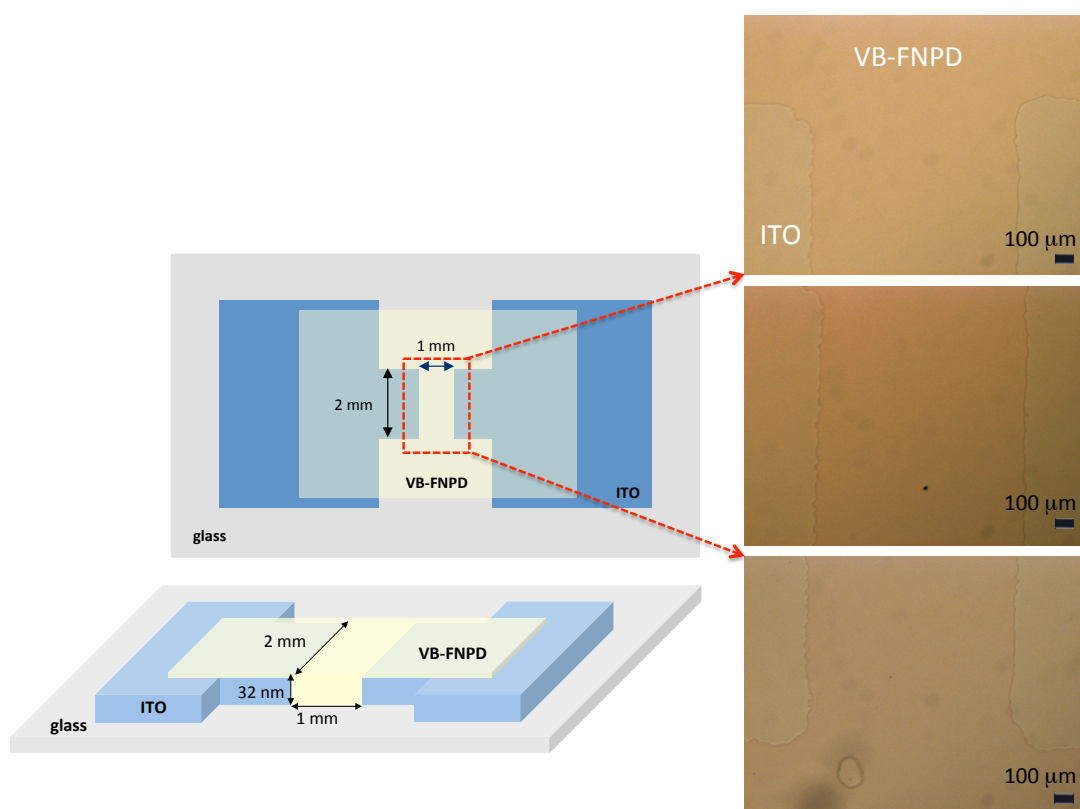 1 mm
2 mm
VB-FNPD
ITO
glass
2 mm
VB-FNPD
32 nm
ITO
1 mm
glass
VB-FNPD
ITO
100 μm
100 μm
100 μm